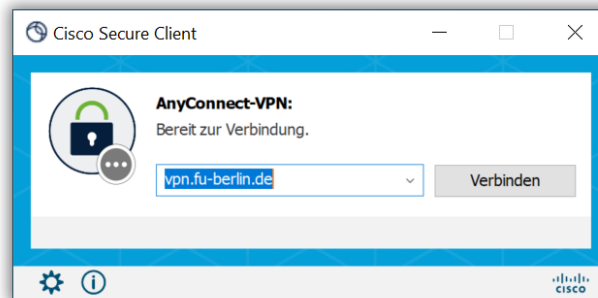 Cisco Secure Client
AnyConnect-VPN:
Bereit zur Verbindung.
vpn.fu-berlin.de
Verbinden
cisco